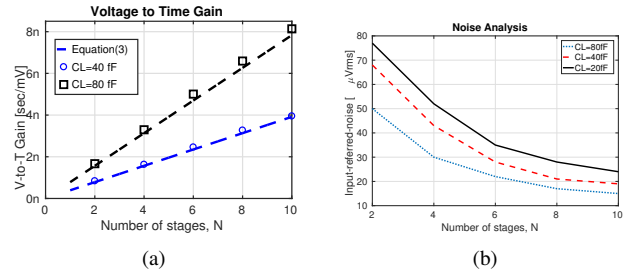 Voltage to Time Gain
8n
6n
4n
2n
0n
V-to-T Gain [sec/mV]
Equation(3)
CL=40 fF
CL=80 fF
2
4
6
8
10
Number of stages, N
(a)
Noise Analysis
80
70
60
50
40
30
20
10
Input-referred-noise [ μVrms]
CL=80fF
CL=40fF
CL=20fF
2
4
6
8
10
Number of stages, N
(b)